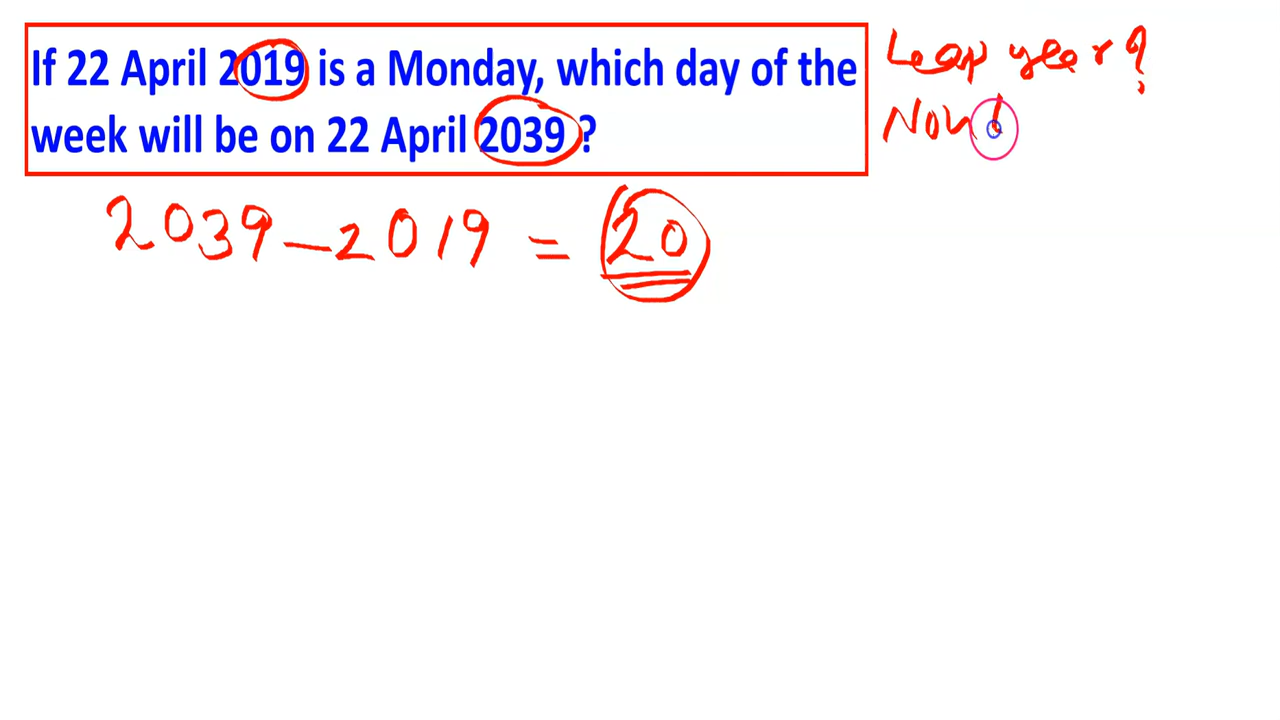 If 22 April 2019 is a Monday, which day of the
week will be on 22 April 2039 ?
Leap year?
2039 - 2019 = 20